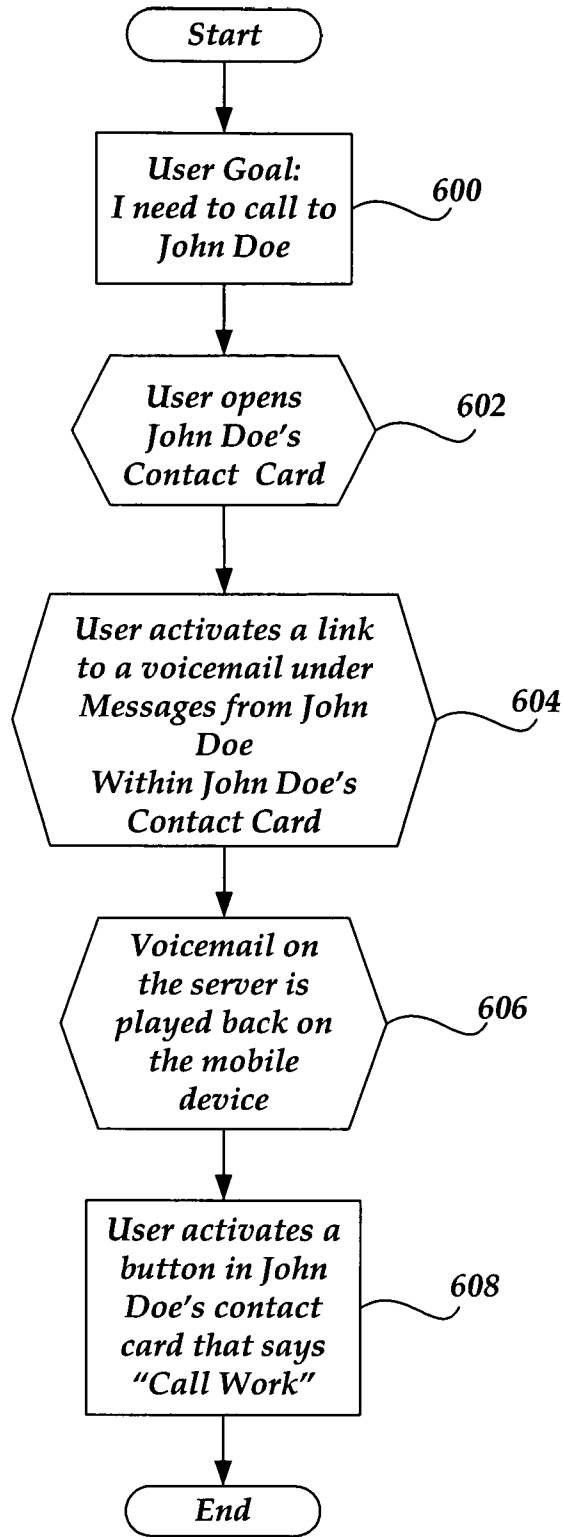 Start
User Goal:
I need to call to
John Doe
600
User opens
John Doe's
Contact Card
602
User activates a link
to a voicemail under
Messages from John
Doe
Within John Doe's
Contact Card
604
Voicemail on
the server is
played back on
the mobile
device
606
User activates a
button in John
Doe's contact
card that says
"Call Work"
608
End